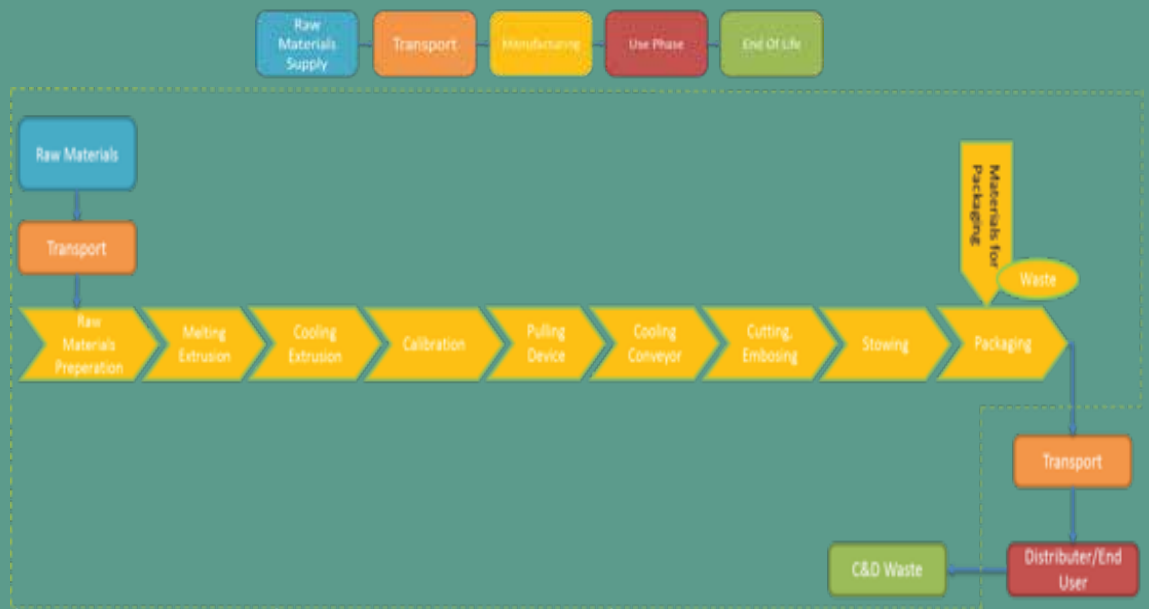 Raw
Materials
Supply
Transport
Manufacturing
Use Phase
End Of Life
Raw Materials
Transport
Materials for
Packaging
Waste
Raw
Materials
Preperation
Melting
Extrusion
Cooling
Extrusion
Calibration
Pulling
Device
Cooling
Conveyor
Cutting,
Embosing
Stowing
Packaging
Transport
Distributer/End
User
C&D Waste